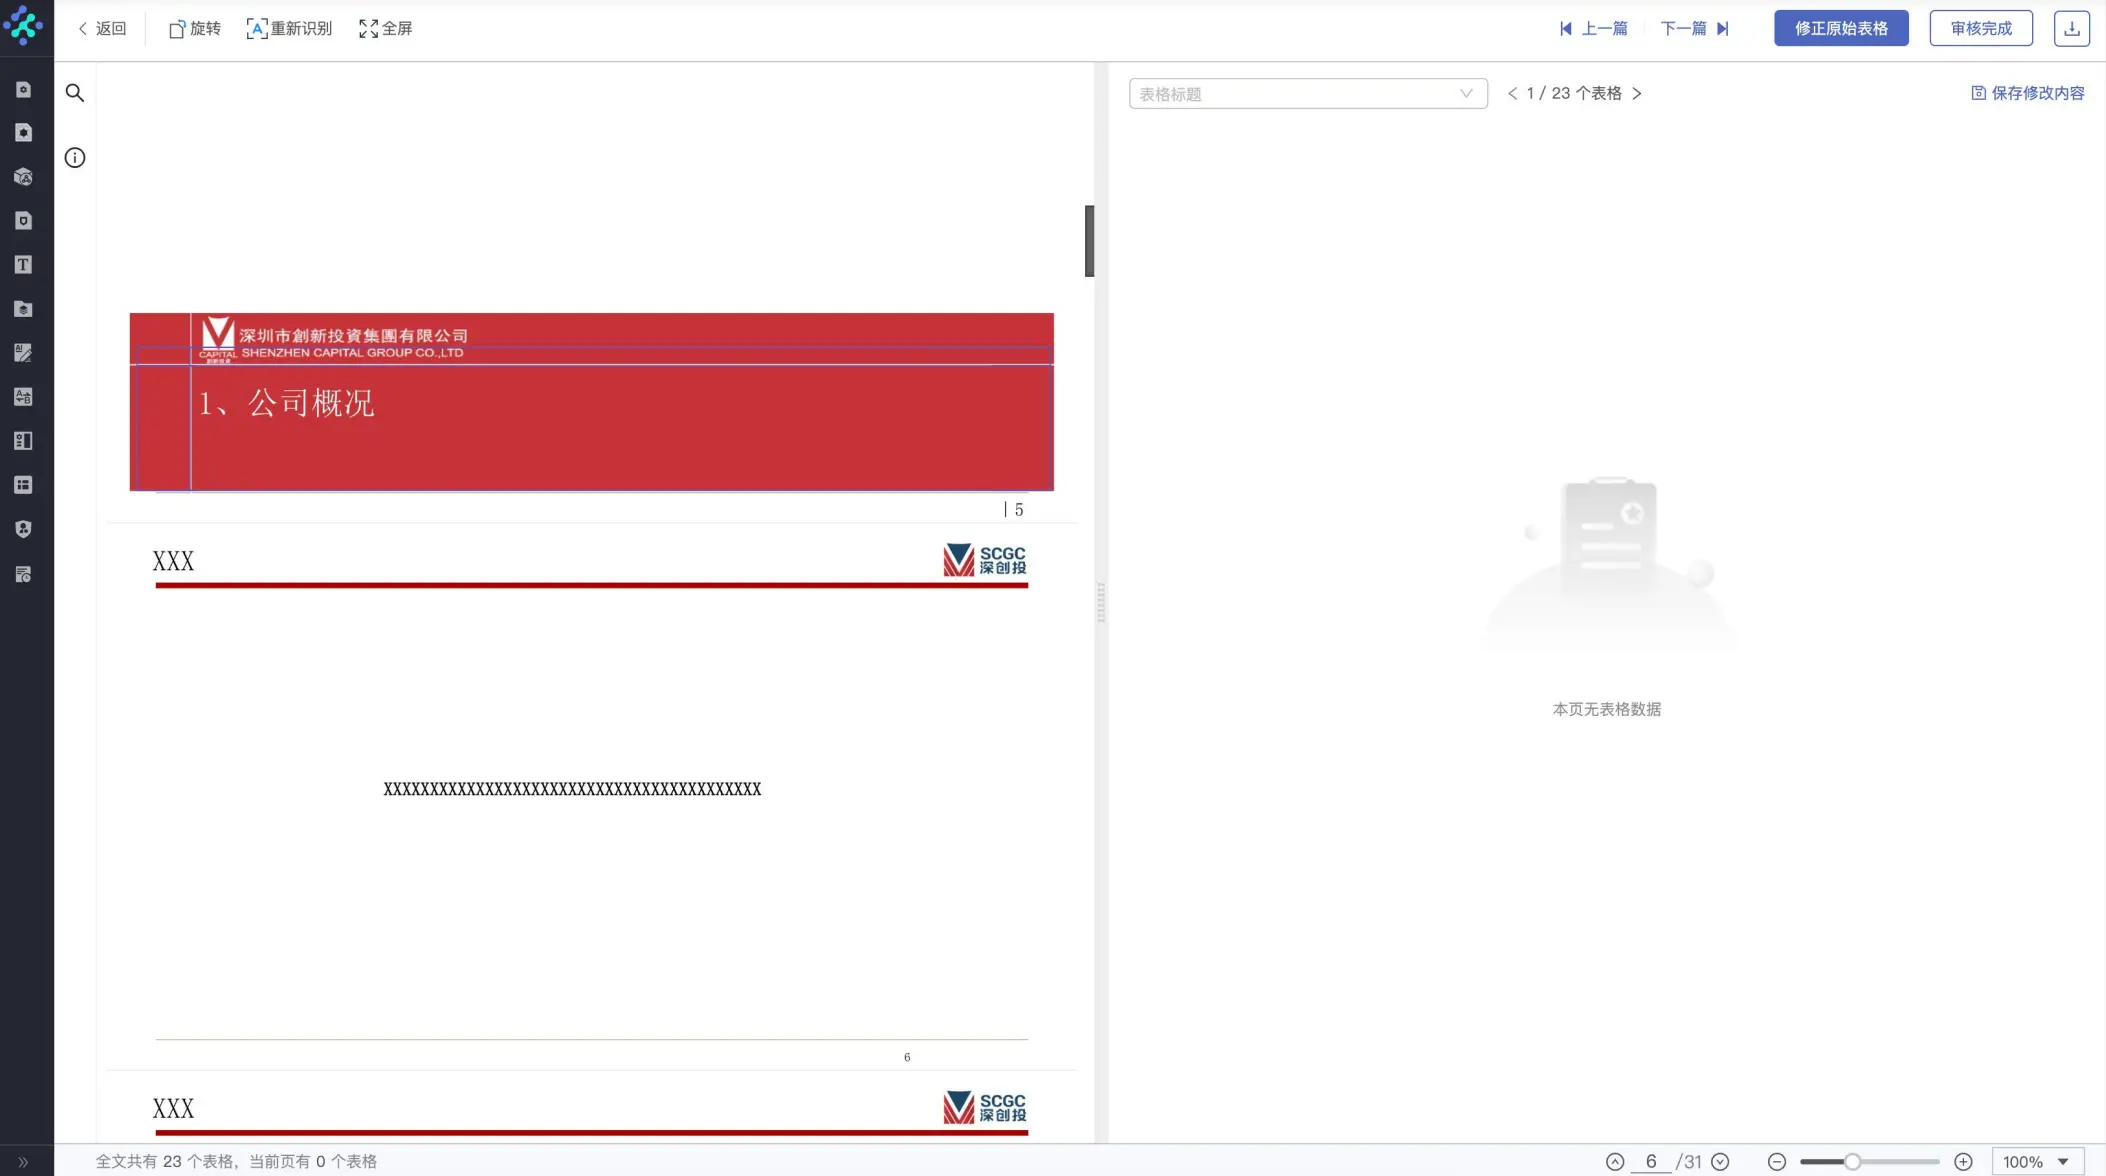 返回
旋转
重新识别
全屏
上一篇
下一篇
修正原始表格
审核完成
表格标题
1 / 23 个表格
保存修改内容
深圳市創新投資集團有限公司
CAPITAL SHENZHEN CAPITAL GROUP CO.,LTD
創新投資
1、公司概况
| 5
XXX
SCGC
深创投
XXXXXXXXXXXXXXXXXXXXXXXXXXXXXXXXXXXXXXXXX
6
本页无表格数据
XXX
SCGC
深创投
全文共有 23 个表格，当前页有 0 个表格
6 /31
100%